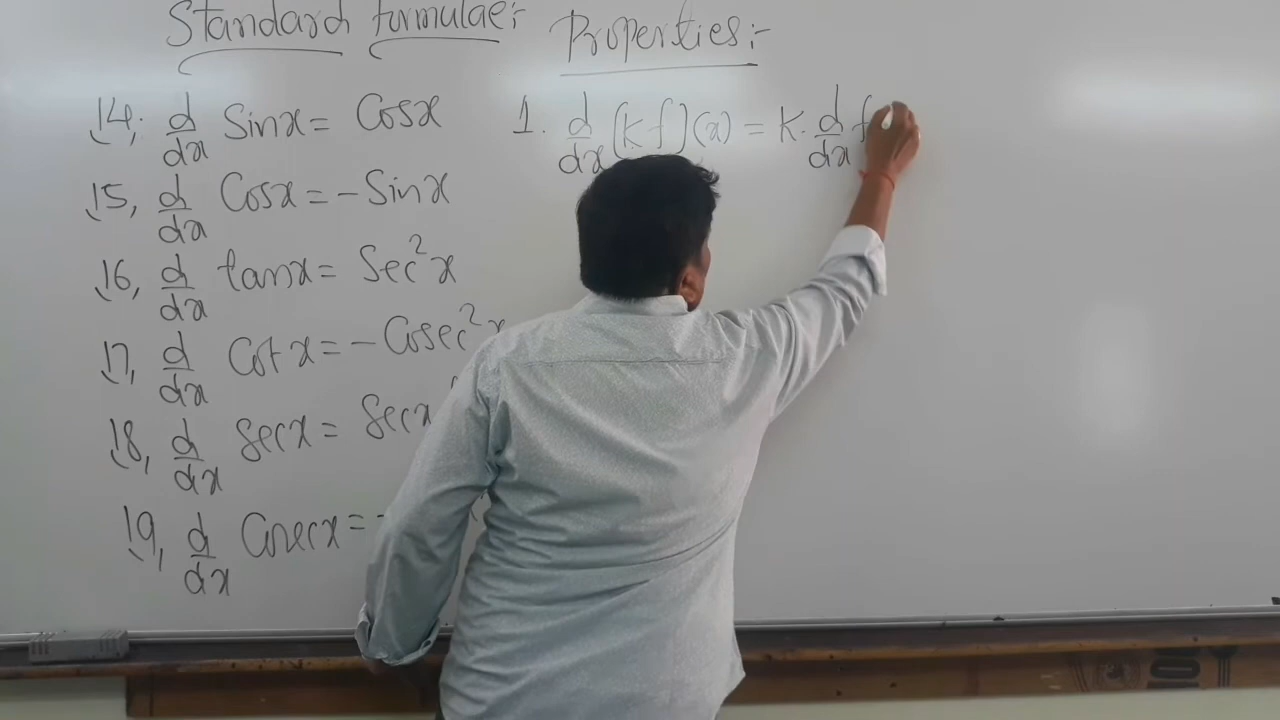 Standard formulae:-
14, d/dx Sinx = Cosx
15, d/dx Cosx = -Sinx
16, d/dx tanx = Sec²x
17, d/dx Cotx = -Cosec²x
18, d/dx Secx = Secx
19, d/dx Cosecx = -
Properties:-
1. d/dx (kf)(x) = k. d/dx f